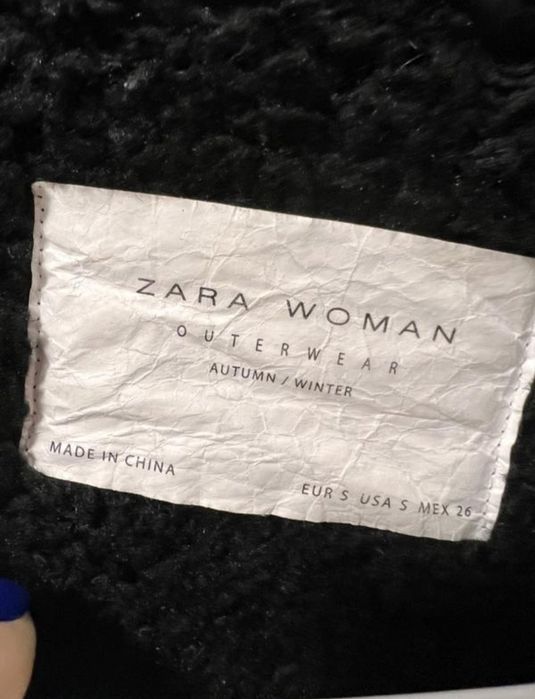 ZARA WOMAN
OUTERWEAR
AUTUMN / WINTER
MADE IN CHINA
EUR S USA S MEX 26